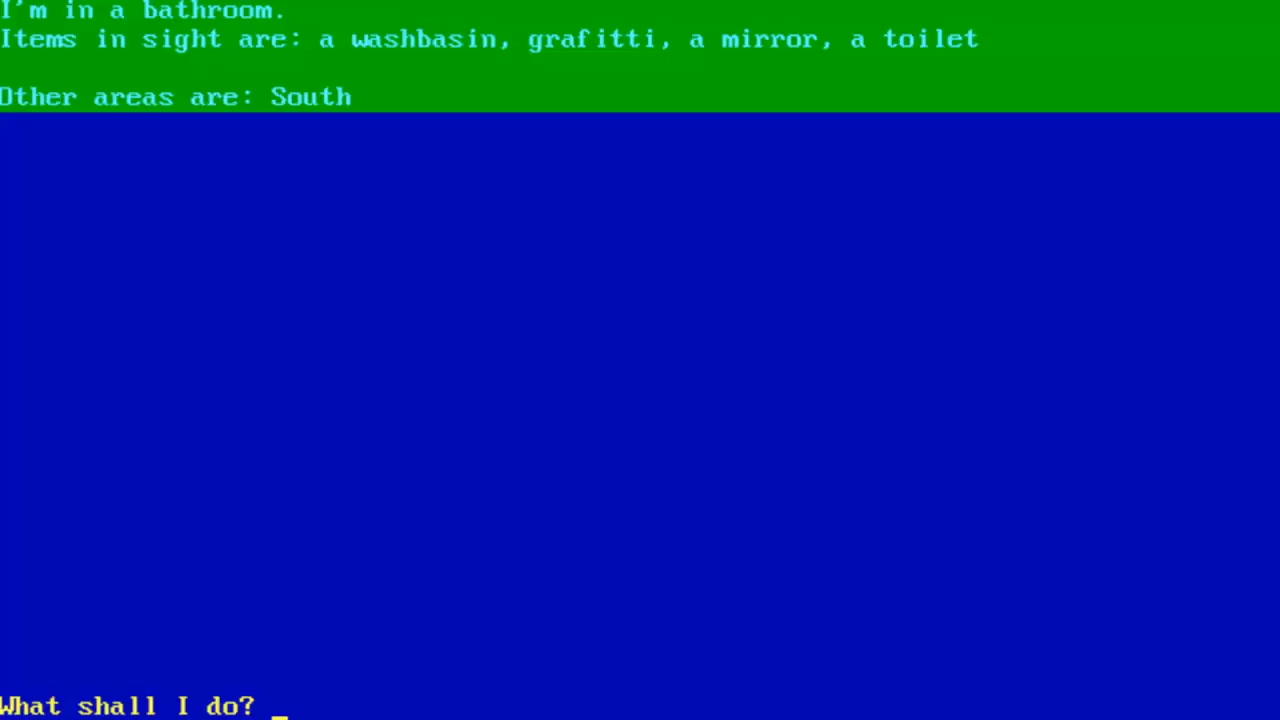 I'm in a bathroom.
Items in sight are: a washbasin, grafitti, a mirror, a toilet
Other areas are: South
What shall I do? _